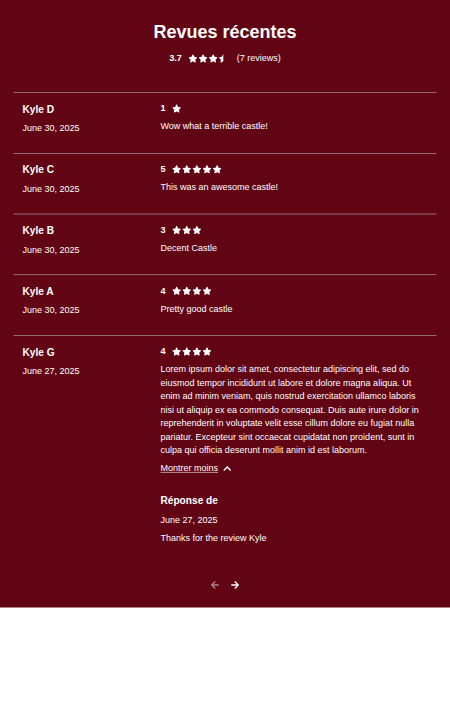 Revues récentes
3.7 (7 reviews)
Kyle D
June 30, 2025
1
Wow what a terrible castle!
Kyle C
June 30, 2025
5
This was an awesome castle!
Kyle B
June 30, 2025
3
Decent Castle
Kyle A
June 30, 2025
4
Pretty good castle
Kyle G
June 27, 2025
4
Lorem ipsum dolor sit amet, consectetur adipiscing elit, sed do
eiusmod tempor incididunt ut labore et dolore magna aliqua. Ut
enim ad minim veniam, quis nostrud exercitation ullamco laboris
nisi ut aliquip ex ea commodo consequat. Duis aute irure dolor in
reprehenderit in voluptate velit esse cillum dolore eu fugiat nulla
pariatur. Excepteur sint occaecat cupidatat non proident, sunt in
culpa qui officia deserunt mollit anim id est laborum.
Montrer moins
Réponse de
June 27, 2025
Thanks for the review Kyle